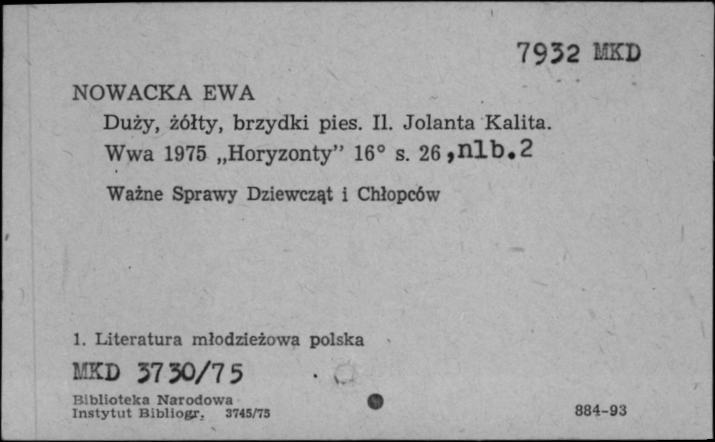 7932 MKD
NOWACKA EWA
Duży, żółty, brzydki pies. Il. Jolanta Kalita.
Wwa 1975 „Horyzonty” 16° s. 26,nlb.2
Ważne Sprawy Dziewcząt i Chłopców
1. Literatura młodzieżowa polska
MKD 3730/75
Biblioteka Narodowa
Instytut Bibliogr. 3745/75
884-93